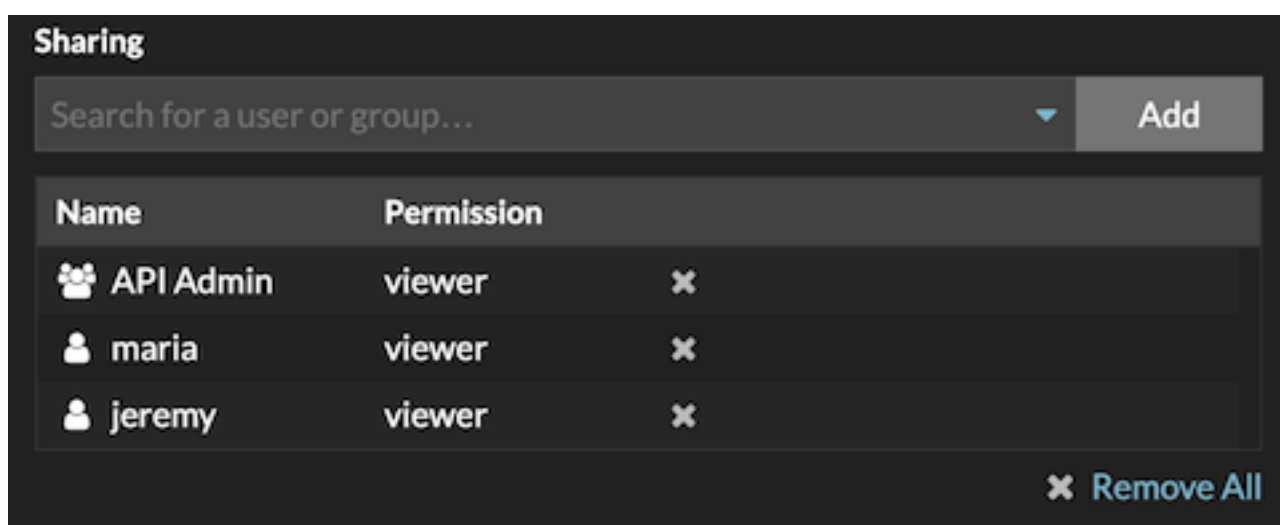 Sharing
Search for a user or group... Add
Name Permission
API Admin viewer
maria viewer
jeremy viewer
Remove All